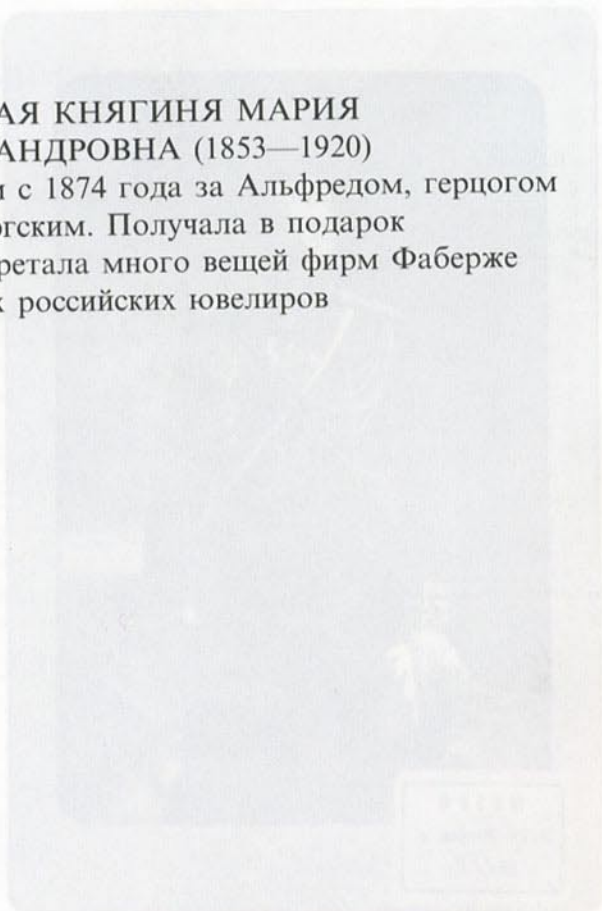 АЯ КНЯГИНЯ МАРИЯ
АНДРОВНА (1853—1920)
с 1874 года за Альфредом, герцогом
ргским. Получала в подарок
ретала много вещей фирм Фаберже
х российских ювелиров